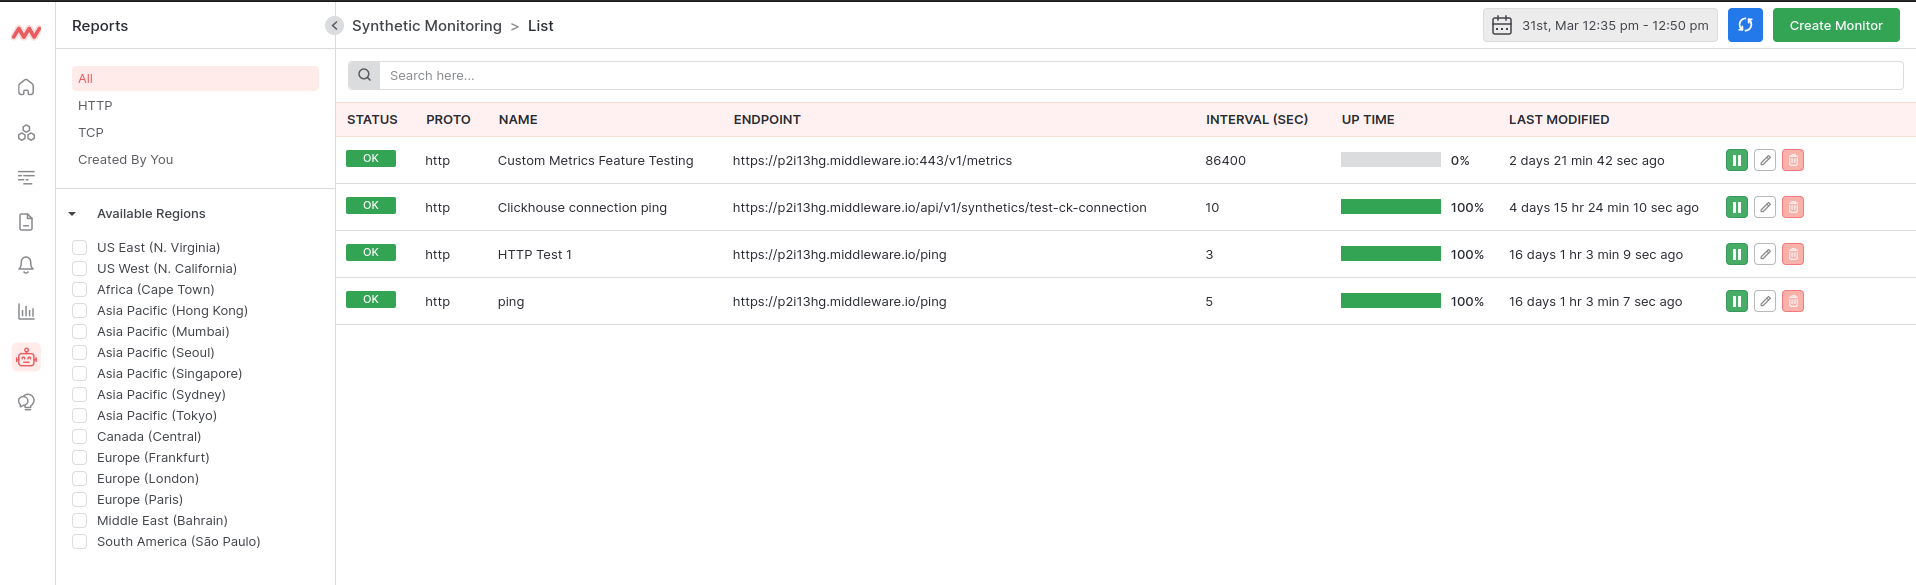 Reports
Synthetic Monitoring > List
31st, Mar 12:35 pm - 12:50 pm
Create Monitor
All
HTTP
TCP
Created By You
Available Regions
US East (N. Virginia)
US West (N. California)
Africa (Cape Town)
Asia Pacific (Hong Kong)
Asia Pacific (Mumbai)
Asia Pacific (Seoul)
Asia Pacific (Singapore)
Asia Pacific (Sydney)
Asia Pacific (Tokyo)
Canada (Central)
Europe (Frankfurt)
Europe (London)
Europe (Paris)
Middle East (Bahrain)
South America (São Paulo)
Search here...
STATUS PROTO NAME ENDPOINT INTERVAL (SEC) UP TIME LAST MODIFIED
OK http Custom Metrics Feature Testing https://p2i13hg.middleware.io:443/v1/metrics 86400 0% 2 days 21 min 42 sec ago
OK http Clickhouse connection ping https://p2i13hg.middleware.io/api/v1/synthetics/test-ck-connection 10 100% 4 days 15 hr 24 min 10 sec ago
OK http HTTP Test 1 https://p2i13hg.middleware.io/ping 3 100% 16 days 1 hr 3 min 9 sec ago
OK http ping https://p2i13hg.middleware.io/ping 5 100% 16 days 1 hr 3 min 7 sec ago